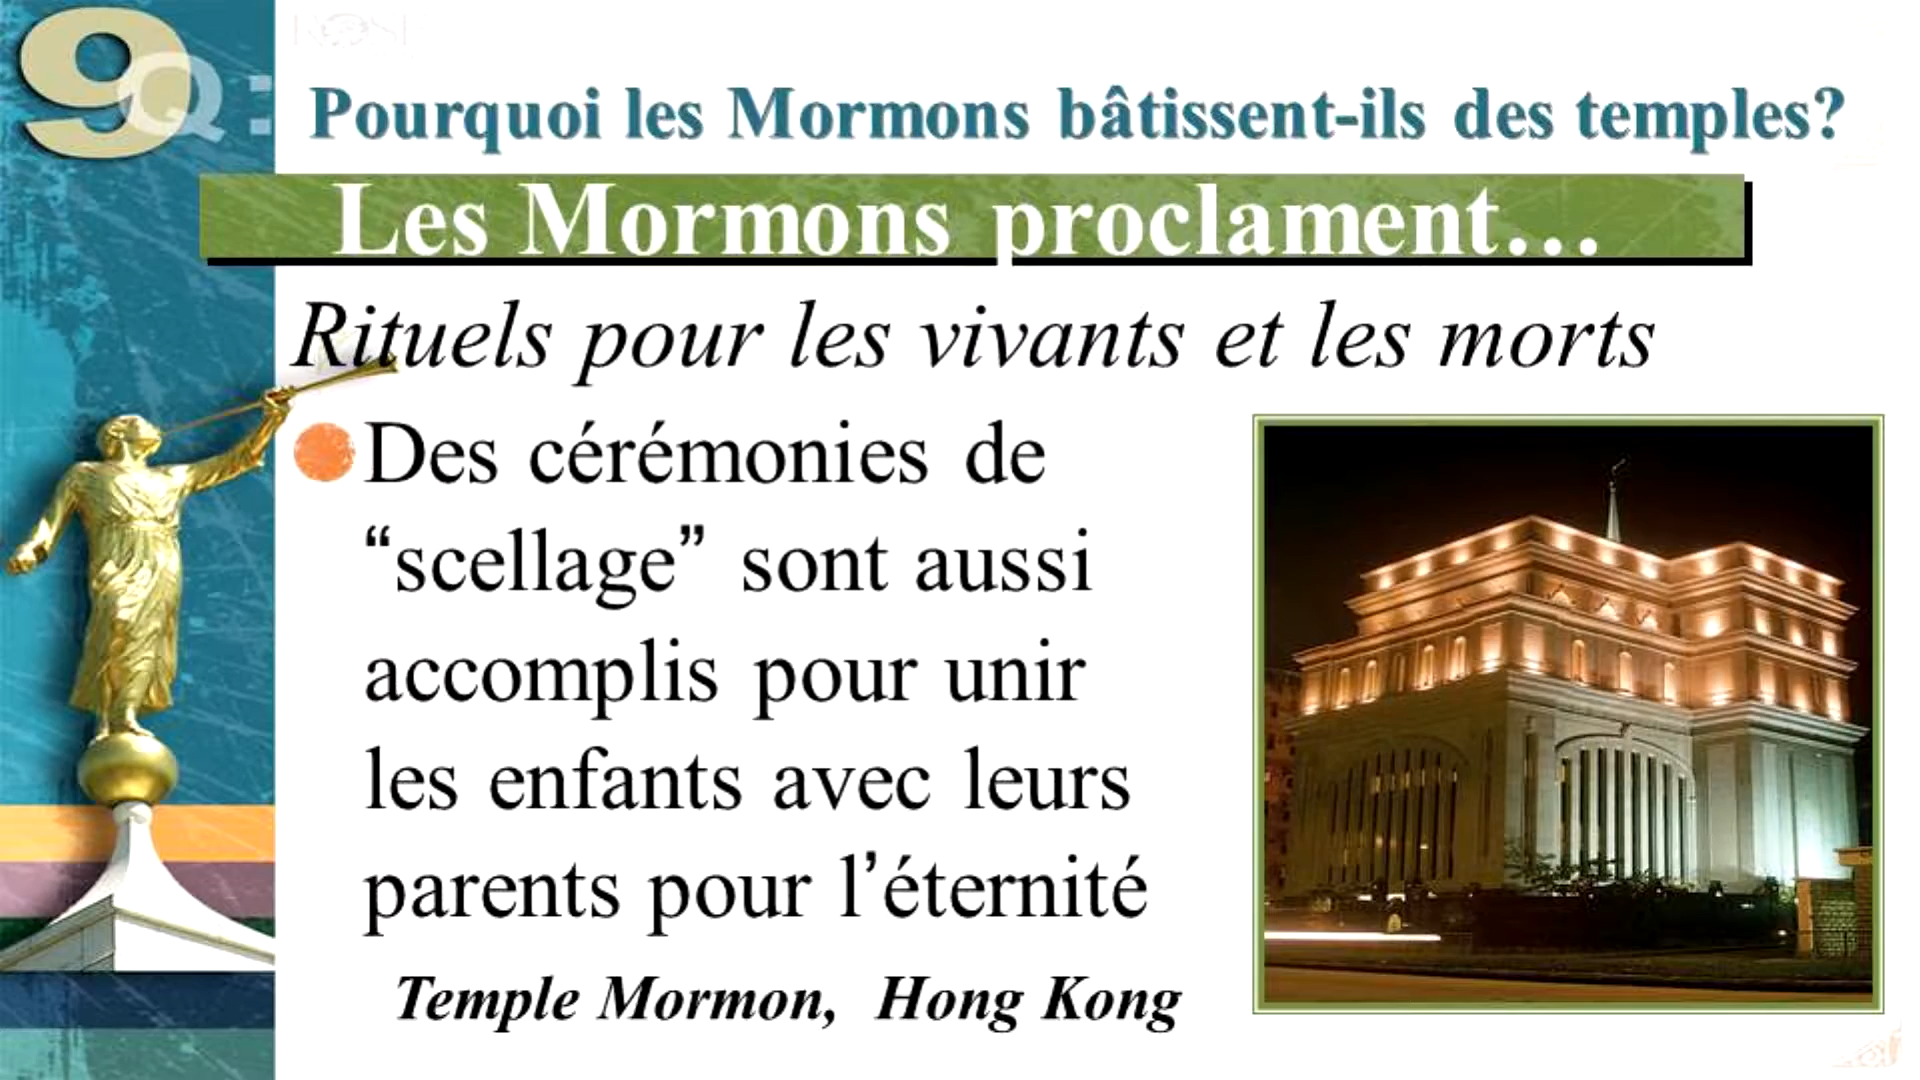 9
Q:
Pourquoi les Mormons bâtissent-ils des temples?
Les Mormons proclament…
Rituels pour les vivants et les morts
Des cérémonies de
“scellage” sont aussi
accomplis pour unir
les enfants avec leurs
parents pour l’éternité
Temple Mormon, Hong Kong